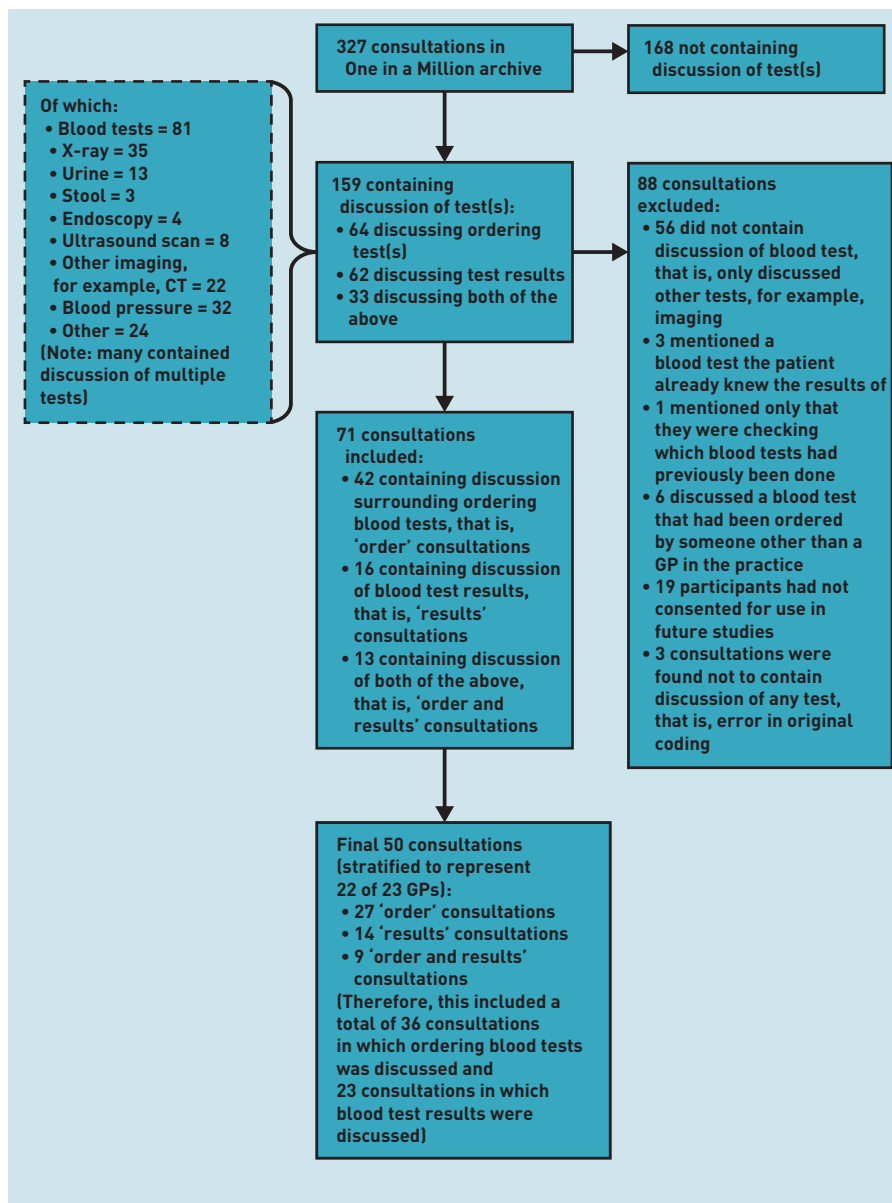 327 consultations in
One in a Million archive
168 not containing
discussion of test(s)
Of which:
• Blood tests = 81
• X-ray = 35
• Urine = 13
• Stool = 3
• Endoscopy = 4
• Ultrasound scan = 8
• Other imaging,
for example, CT = 22
• Blood pressure = 32
• Other = 24
(Note: many contained
discussion of multiple
tests)
159 containing
discussion of test(s):
• 64 discussing ordering
test(s)
• 62 discussing test results
• 33 discussing both of the
above
88 consultations
excluded:
• 56 did not contain
discussion of blood test,
that is, only discussed
other tests, for example,
imaging
• 3 mentioned a
blood test the patient
already knew the results of
• 1 mentioned only that
they were checking
which blood tests had
previously been done
• 6 discussed a blood test
that had been ordered
by someone other than a
GP in the practice
• 19 participants had not
consented for use in
future studies
• 3 consultations were
found not to contain
discussion of any test,
that is, error in original
coding
71 consultations
included:
• 42 containing discussion
surrounding ordering
blood tests, that is,
‘order’ consultations
• 16 containing discussion
of blood test results,
that is, ‘results’
consultations
• 13 containing discussion
of both of the above,
that is, ‘order and
results’ consultations
Final 50 consultations
(stratified to represent
22 of 23 GPs):
• 27 ‘order’ consultations
• 14 ‘results’ consultations
• 9 ‘order and results’
consultations
(Therefore, this included a
total of 36 consultations
in which ordering blood tests
was discussed and
23 consultations in which
blood test results were
discussed)